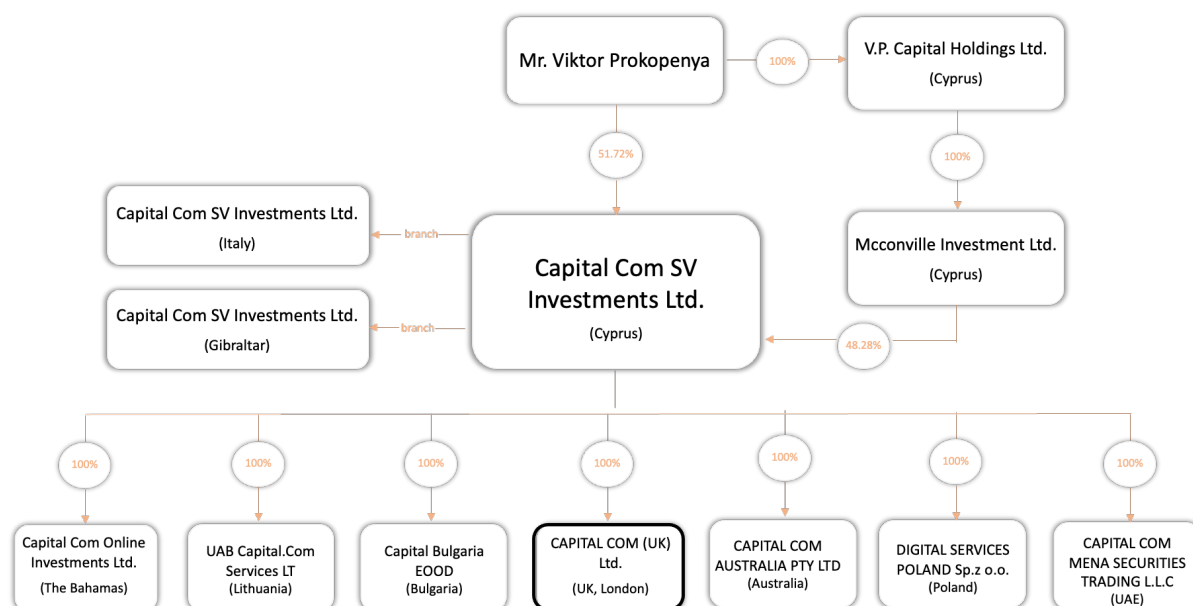 Mr. Viktor Prokopenya
100%
V.P. Capital Holdings Ltd.
(Cyprus)
51.72%
100%
Capital Com SV Investments Ltd.
(Italy)
branch
Capital Com SV
Investments Ltd.
(Cyprus)
Mcconville Investment Ltd.
(Cyprus)
Capital Com SV Investments Ltd.
(Gibraltar)
branch
48.28%
100%
100%
100%
100%
100%
100%
100%
Capital Com Online
Investments Ltd.
(The Bahamas)
UAB Capital.Com
Services LT
(Lithuania)
Capital Bulgaria
EOOD
(Bulgaria)
CAPITAL COM (UK)
Ltd.
(UK, London)
CAPITAL COM
AUSTRALIA PTY LTD
(Australia)
DIGITAL SERVICES
POLAND Sp.z o.o.
(Poland)
CAPITAL COM
MENA SECURITIES
TRADING L.L.C
(UAE)